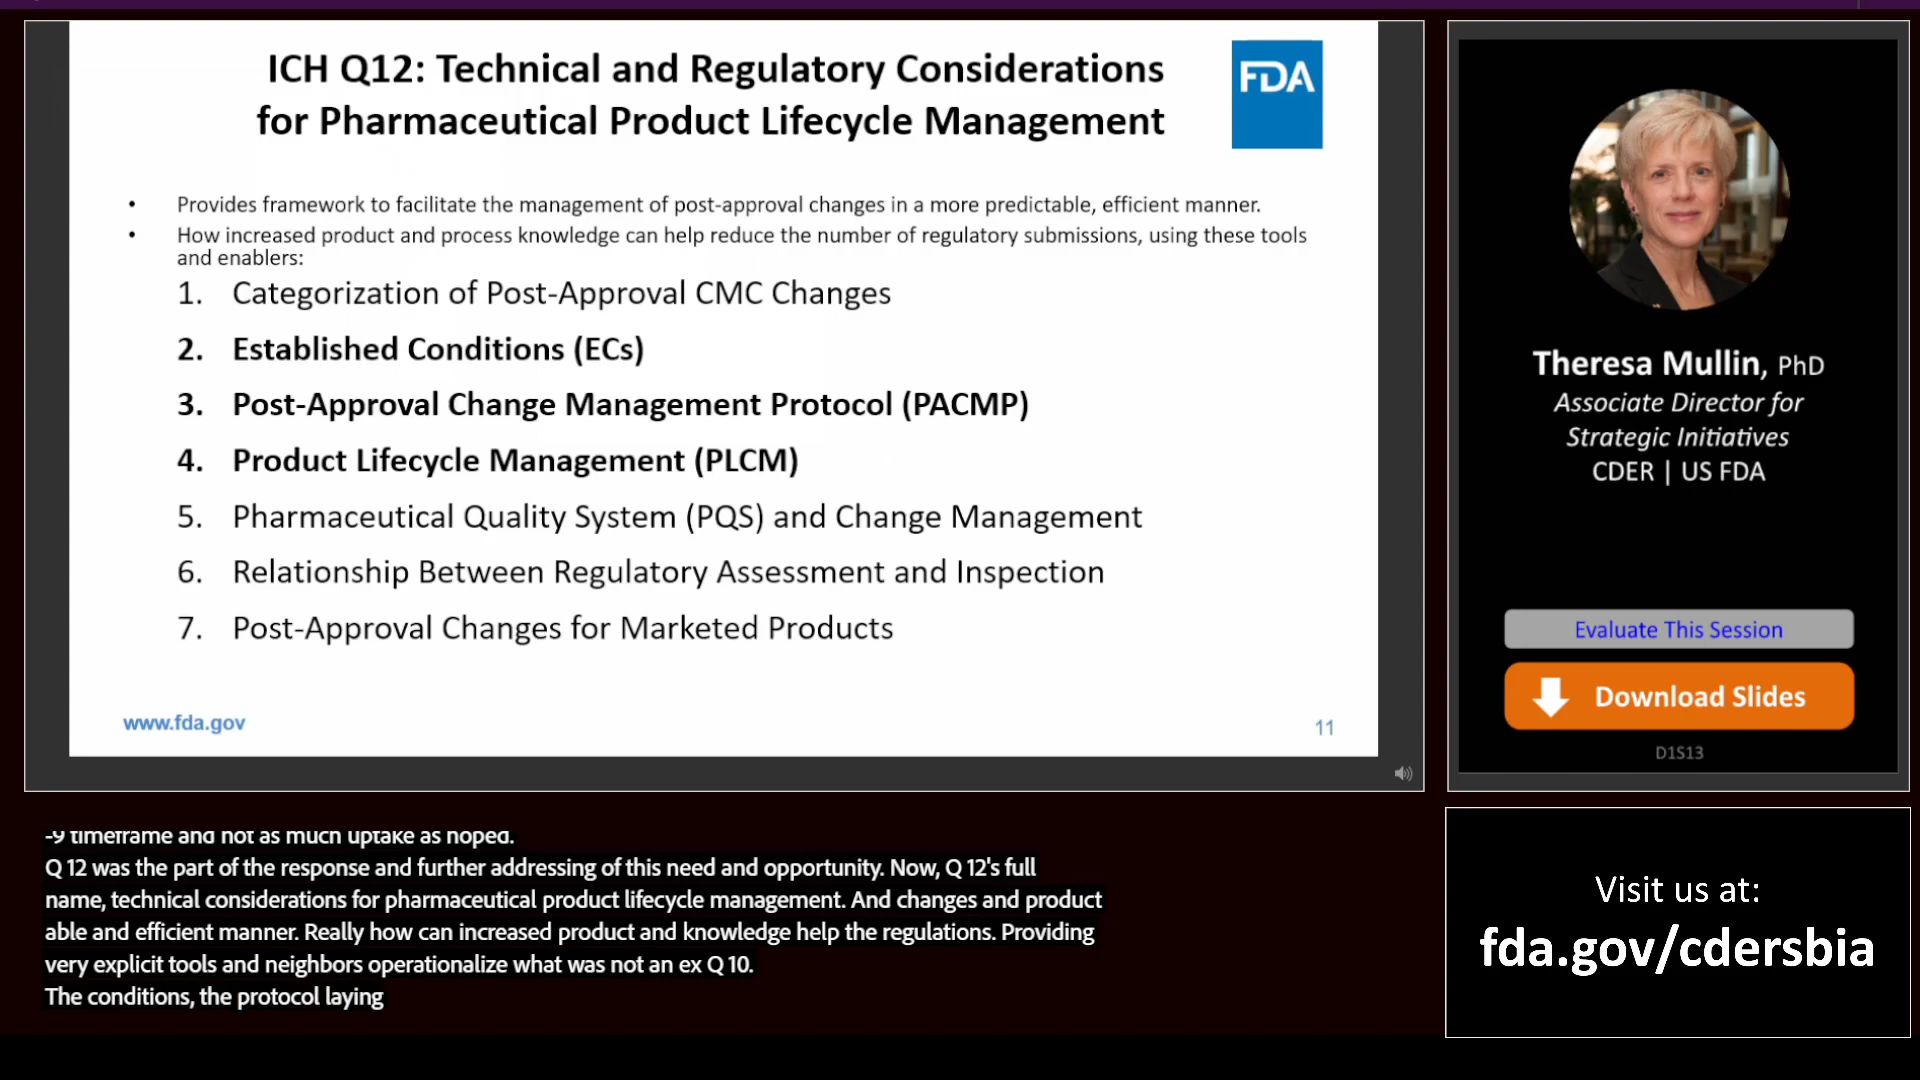 ICH Q12: Technical and Regulatory Considerations
for Pharmaceutical Product Lifecycle Management
FDA
• Provides framework to facilitate the management of post-approval changes in a more predictable, efficient manner.
• How increased product and process knowledge can help reduce the number of regulatory submissions, using these tools
and enablers:
1. Categorization of Post-Approval CMC Changes
2. Established Conditions (ECs)
3. Post-Approval Change Management Protocol (PACMP)
4. Product Lifecycle Management (PLCM)
5. Pharmaceutical Quality System (PQS) and Change Management
6. Relationship Between Regulatory Assessment and Inspection
7. Post-Approval Changes for Marketed Products
www.fda.gov
11
Theresa Mullin, PhD
Associate Director for
Strategic Initiatives
CDER | US FDA
Evaluate This Session
Download Slides
D1S13
-9 timeframe and not as much uptake as hoped.
Q 12 was the part of the response and further addressing of this need and opportunity. Now, Q 12's full
name, technical considerations for pharmaceutical product lifecycle management. And changes and product
able and efficient manner. Really how can increased product and knowledge help the regulations. Providing
very explicit tools and neighbors operationalize what was not an ex Q 10.
The conditions, the protocol laying
Visit us at:
fda.gov/cdersbia